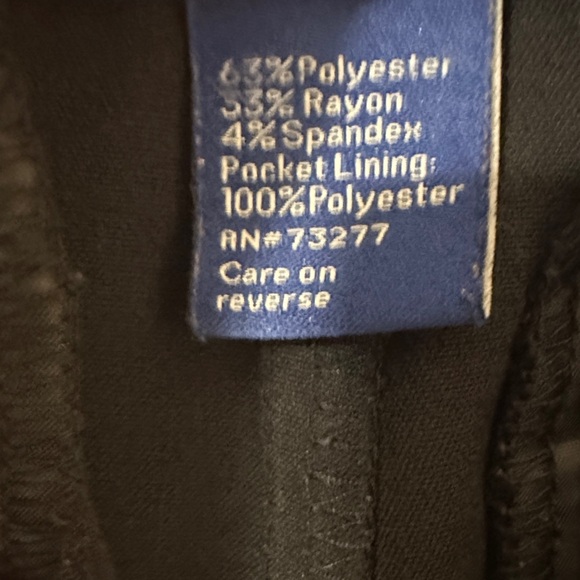 63%Polyester
33% Rayon
4%Spandex
Pocket Lining:
100%Polyester
RN#73277
Care on
reverse